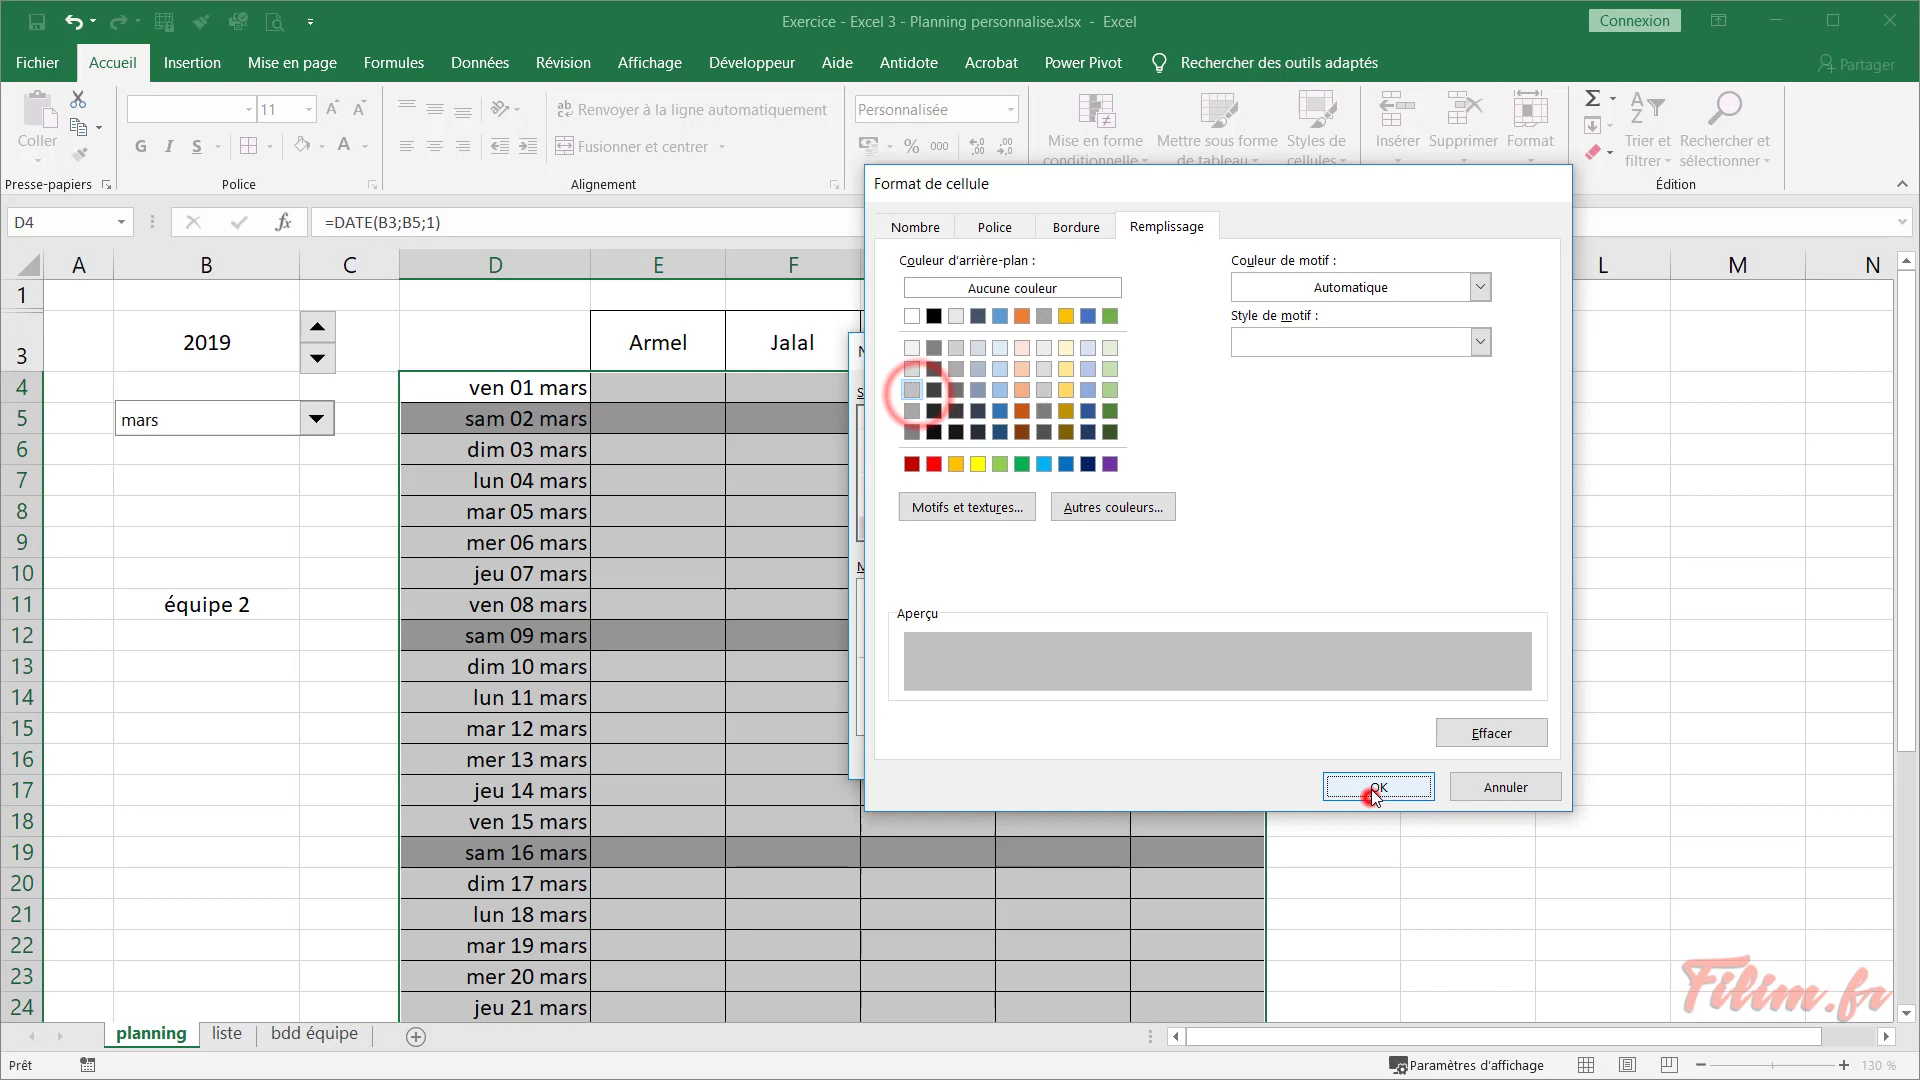 Exercice - Excel 3 - Planning personnalise.xlsx - Excel
Connexion
Fichier Accueil Insertion Mise en page Formules Données Révision Affichage Développeur Aide Antidote Acrobat Power Pivot Rechercher des outils adaptés Partager
Coller
11
G I S
Renvoyer à la ligne automatiquement
Fusionner et centrer
Personnalisée
% 000
Mise en forme conditionnelle
Mettre sous forme de tableau
Styles de cellules
Insérer Supprimer Format
Trier et filtrer
Rechercher et sélectionner
Presse-papiers Police Alignement Édition
D4 fx =DATE(B3;B5;1)
A B C D E F L M N
1
3 2019 Armel Jalal
4 ven 01 mars
5 mars sam 02 mars
6 dim 03 mars
7 lun 04 mars
8 mar 05 mars
9 mer 06 mars
10 jeu 07 mars
11 équipe 2 ven 08 mars
12 sam 09 mars
13 dim 10 mars
14 lun 11 mars
15 mar 12 mars
16 mer 13 mars
17 jeu 14 mars
18 ven 15 mars
19 sam 16 mars
20 dim 17 mars
21 lun 18 mars
22 mar 19 mars
23 mer 20 mars
24 jeu 21 mars
Format de cellule
Nombre Police Bordure Remplissage
Couleur d'arrière-plan :
Aucune couleur
Couleur de motif :
Automatique
Style de motif :
Motifs et textures... Autres couleurs...
Aperçu
Effacer
OK Annuler
Filim.fr
planning liste bdd équipe
Prêt Paramètres d'affichage 130 %